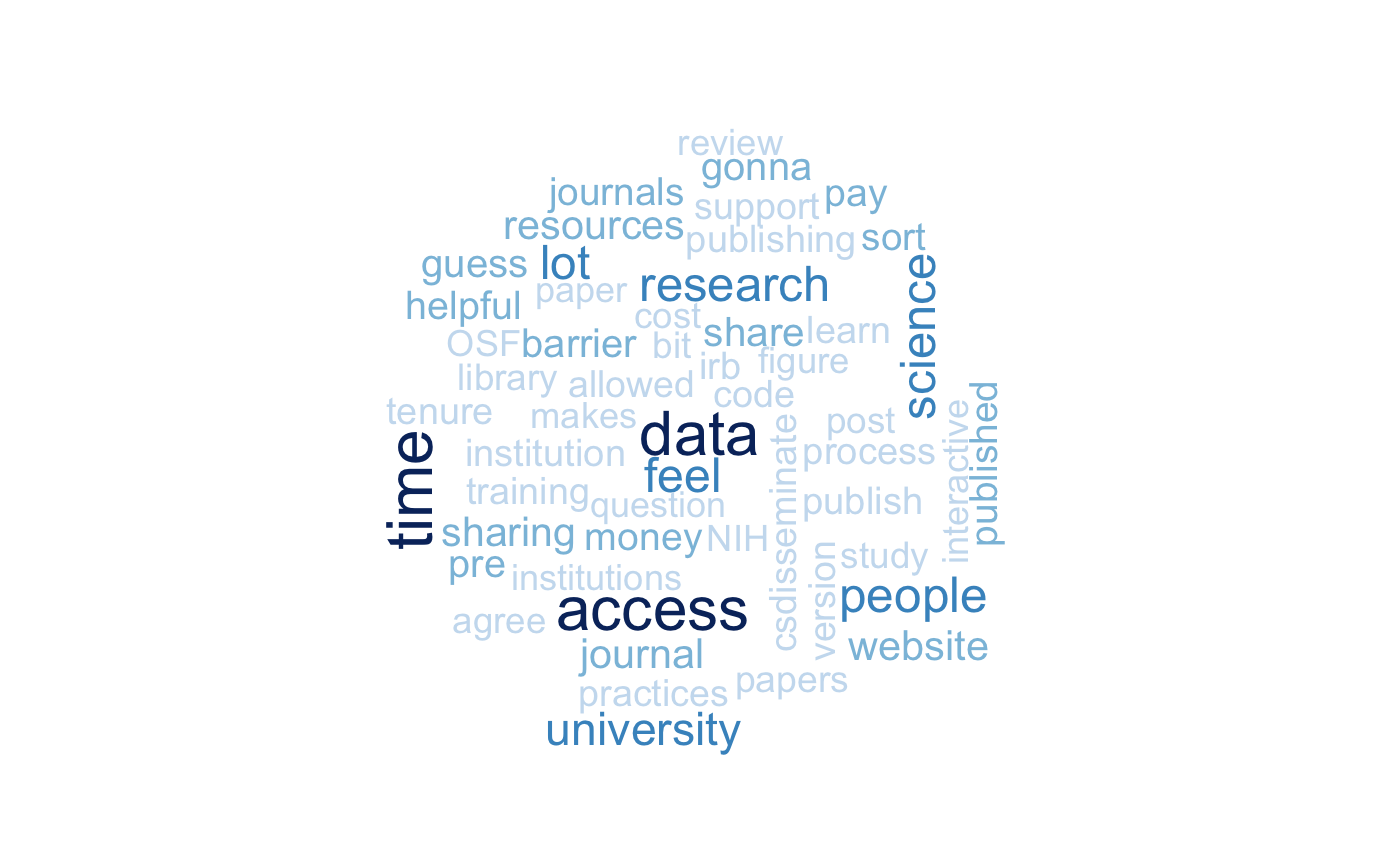 review
gonna
journals
support
pay
resources
publishing
sort
guess
lot
research
science
helpful
paper
cost
share
learn
OSF
barrier
bit
irb
figure
library
allowed
code
tenure
makes
data
post
published
time
institution
feel
csdisseminate
process
interactive
training
question
publish
sharing
money
NIH
version
study
pre
institutions
people
agree
access
journal
website
practices
papers
university